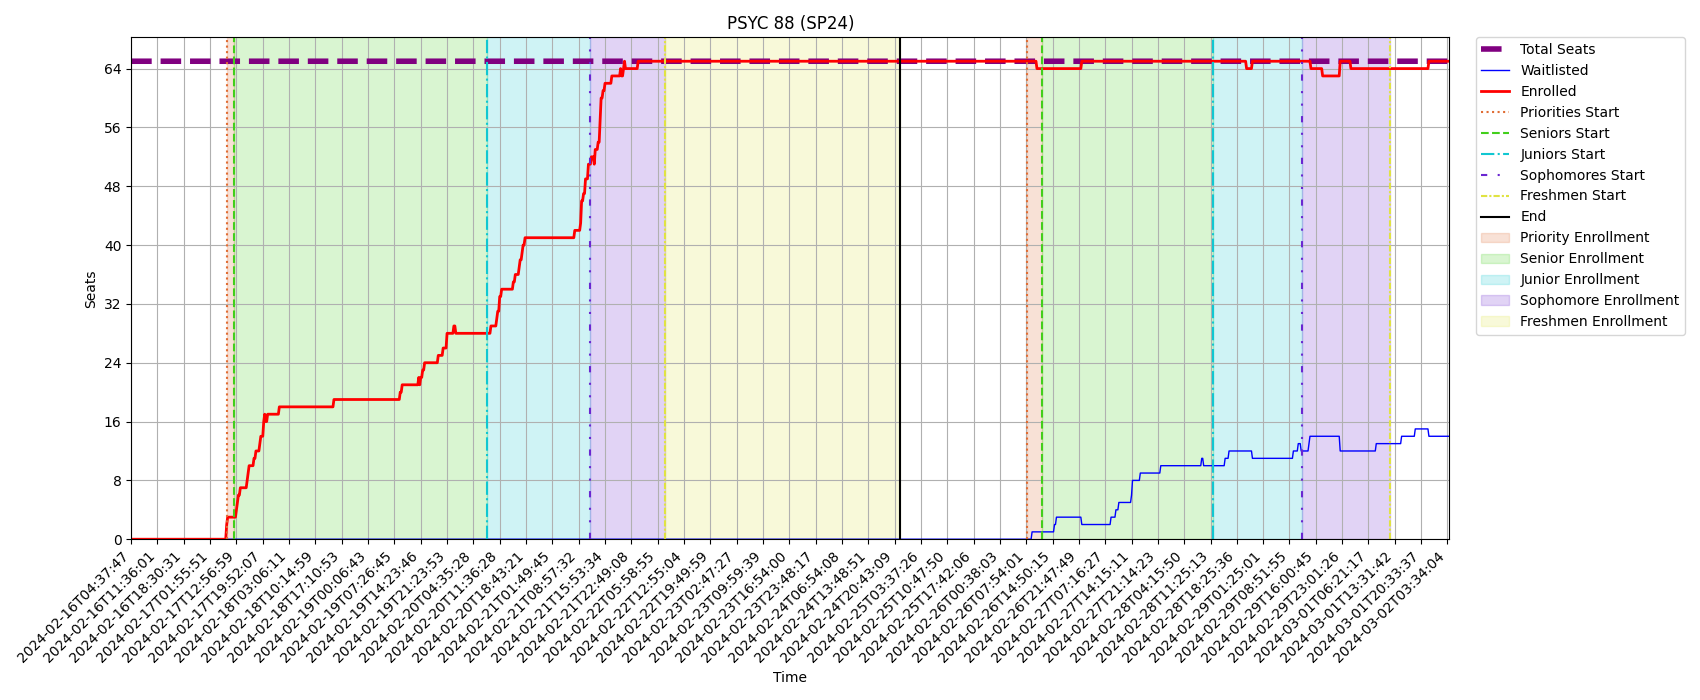 PSYC 88 (SP24)
Total Seats
Waitlisted
Enrolled
Priorities Start
Seniors Start
Juniors Start
Sophomores Start
Freshmen Start
End
Priority Enrollment
Senior Enrollment
Junior Enrollment
Sophomore Enrollment
Freshmen Enrollment
Seats
64
56
48
40
32
24
16
8
0
2024-02-16T04:37:47
2024-02-16T11:36:01
2024-02-16T18:30:31
2024-02-17T01:55:51
2024-02-17T12:56:59
2024-02-17T19:52:07
2024-02-18T03:06:11
2024-02-18T10:14:59
2024-02-18T17:10:53
2024-02-19T00:06:43
2024-02-19T07:26:45
2024-02-19T14:23:46
2024-02-19T21:23:53
2024-02-20T04:35:28
2024-02-20T11:36:28
2024-02-20T18:43:21
2024-02-21T01:49:45
2024-02-21T08:57:32
2024-02-21T15:53:34
2024-02-21T22:49:08
2024-02-22T05:58:55
2024-02-22T12:55:04
2024-02-22T19:49:59
2024-02-23T02:47:27
2024-02-23T09:59:39
2024-02-23T16:54:00
2024-02-23T23:48:17
2024-02-24T06:54:08
2024-02-24T13:48:51
2024-02-24T20:43:09
2024-02-25T03:37:26
2024-02-25T10:47:50
2024-02-25T17:42:06
2024-02-26T00:38:03
2024-02-26T07:54:01
2024-02-26T14:50:15
2024-02-26T21:47:49
2024-02-27T07:16:27
2024-02-27T14:15:11
2024-02-27T21:14:23
2024-02-28T04:15:50
2024-02-28T11:25:13
2024-02-28T18:25:36
2024-02-29T01:25:01
2024-02-29T08:51:55
2024-02-29T16:00:45
2024-02-29T23:01:26
2024-03-01T06:21:17
2024-03-01T13:31:42
2024-03-01T20:33:37
2024-03-02T03:34:04
Time